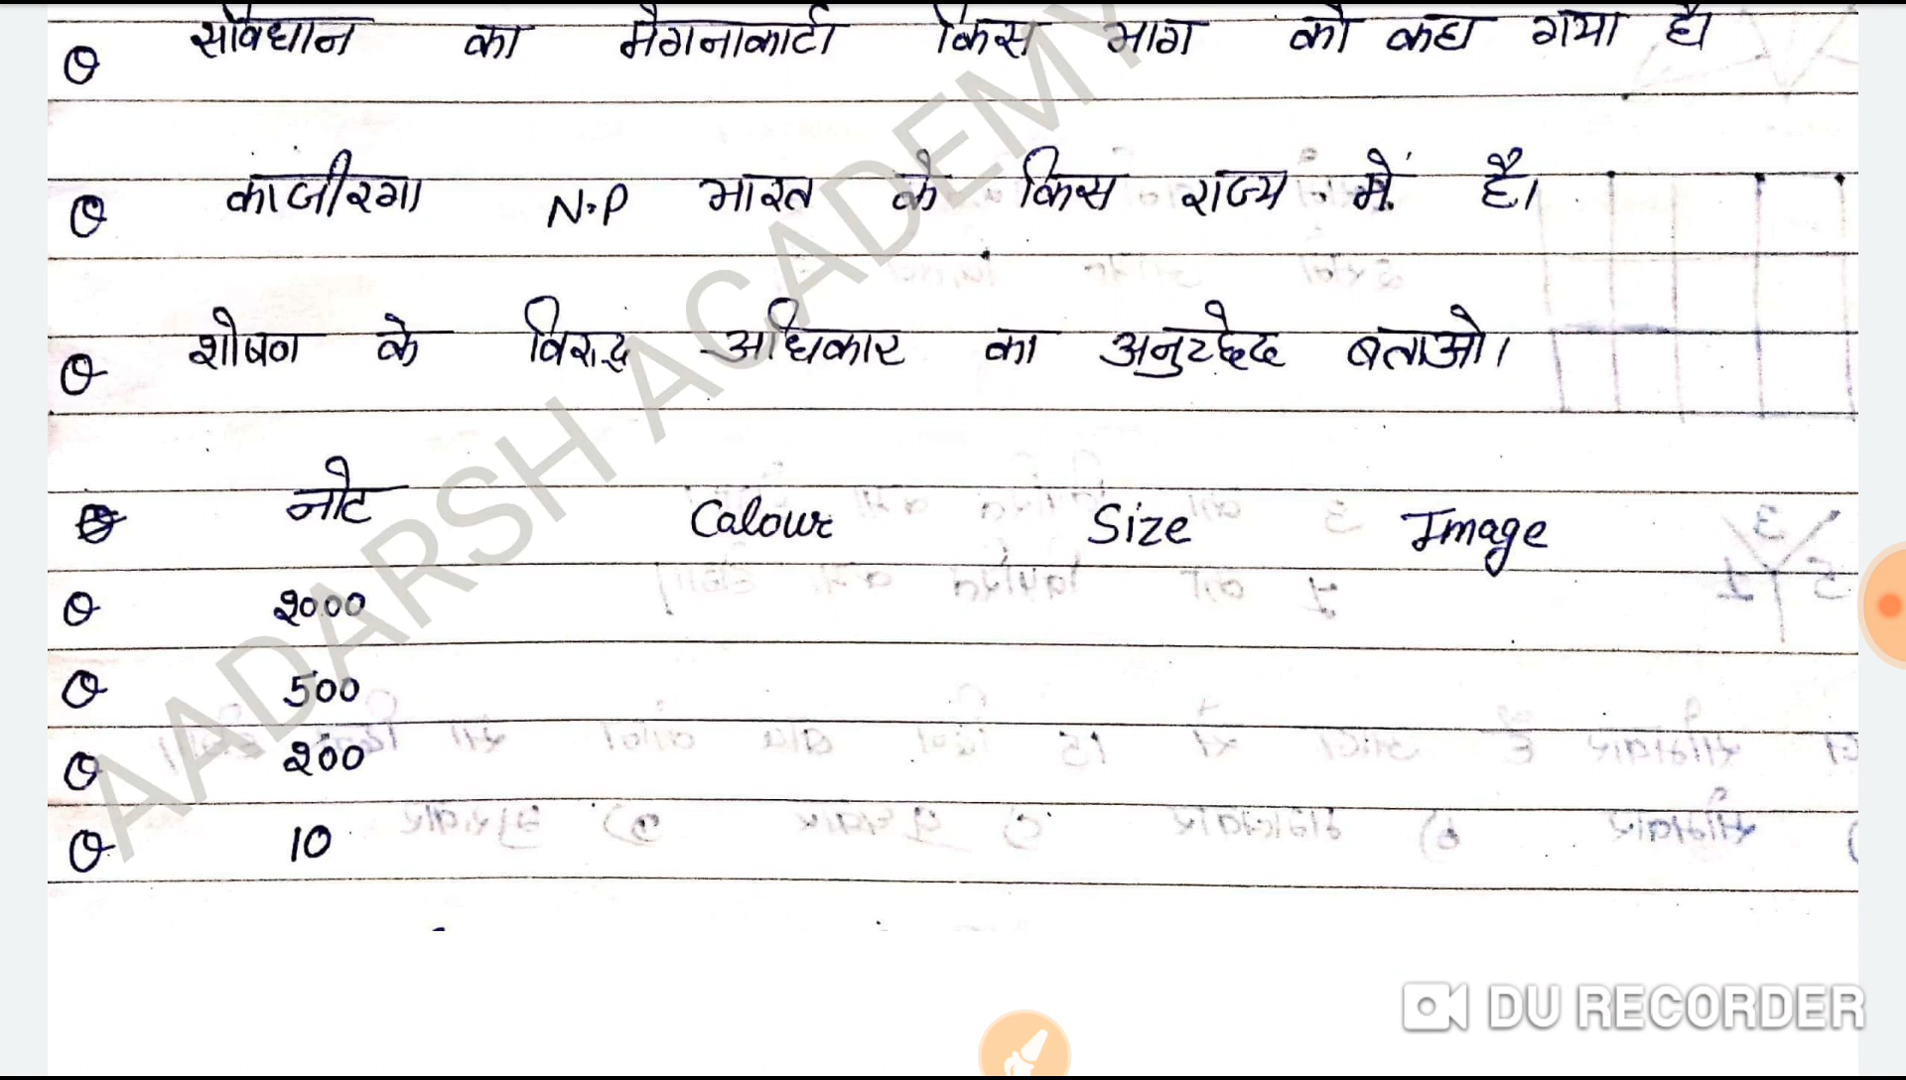 Q संविधान का मैगनाकार्टा किस भाग को कहा गया है।
Q काजीरंगा N.P भारत के किस राज्य में है।
Q शोषण के विरुद्ध अधिकार का अनुच्छेद बताओ।
Q नोट Calour Size Image
Q 2000
Q 500
Q 200
Q 10
AADARSH ACADEMY
DU RECORDER